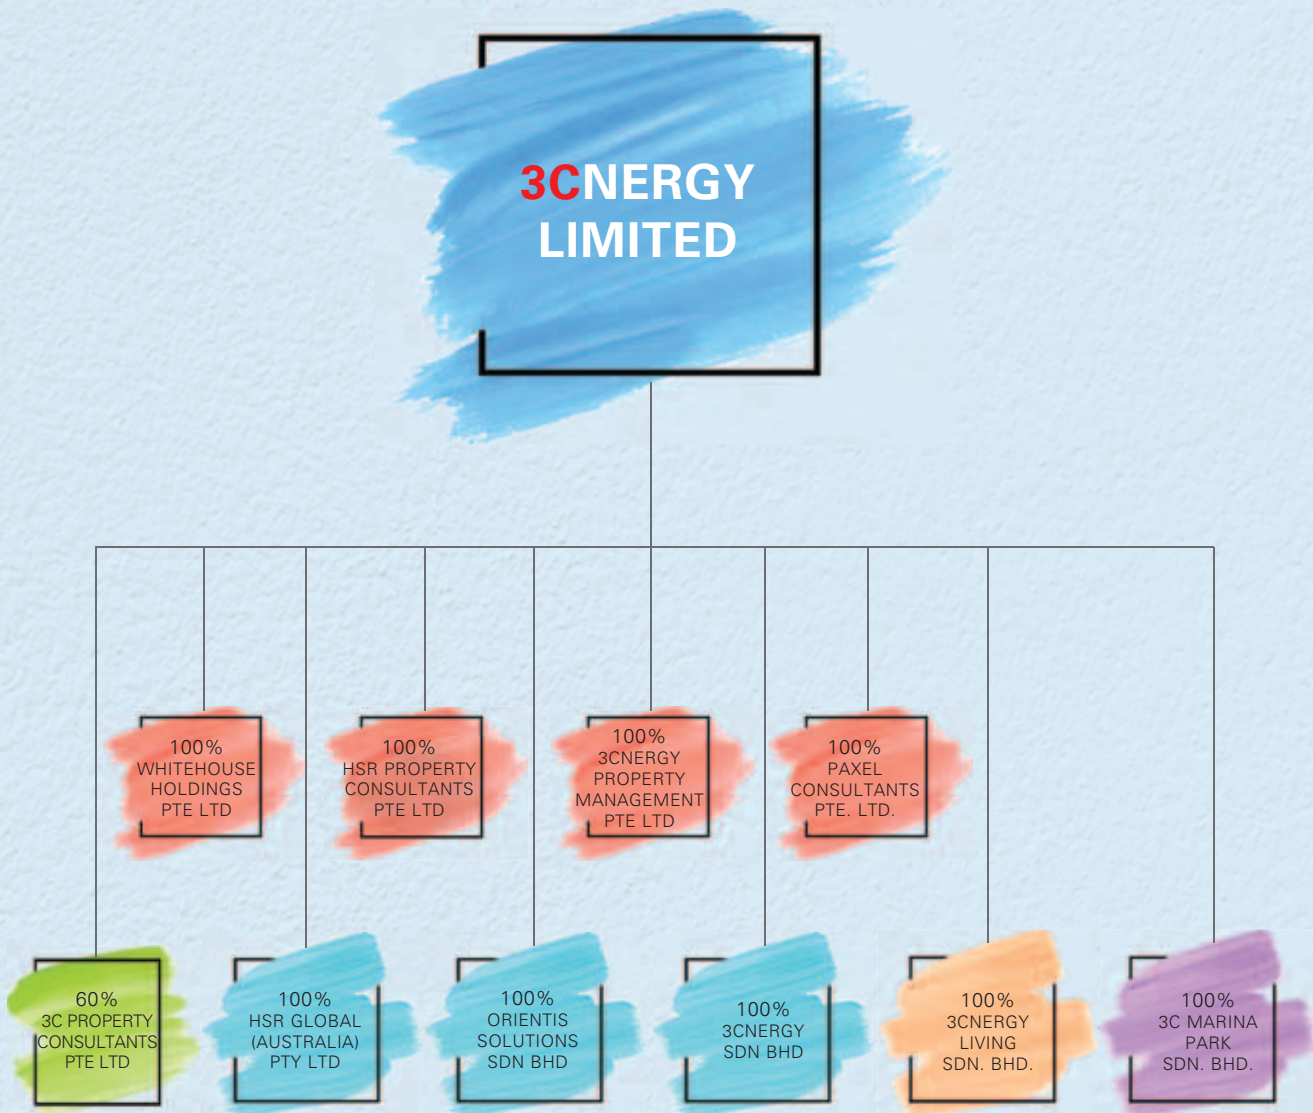 3CNERGY
LIMITED
100%
WHITEHOUSE
HOLDINGS
PTE LTD
100%
HSR PROPERTY
CONSULTANTS
PTE LTD
100%
3CNERGY
PROPERTY
MANAGEMENT
PTE LTD
100%
PAXEL
CONSULTANTS
PTE. LTD.
60%
3C PROPERTY
CONSULTANTS
PTE LTD
100%
HSR GLOBAL
(AUSTRALIA)
PTY LTD
100%
ORIENTIS
SOLUTIONS
SDN BHD
100%
3CNERGY
SDN BHD
100%
3CNERGY
LIVING
SDN. BHD.
100%
3C MARINA
PARK
SDN. BHD.